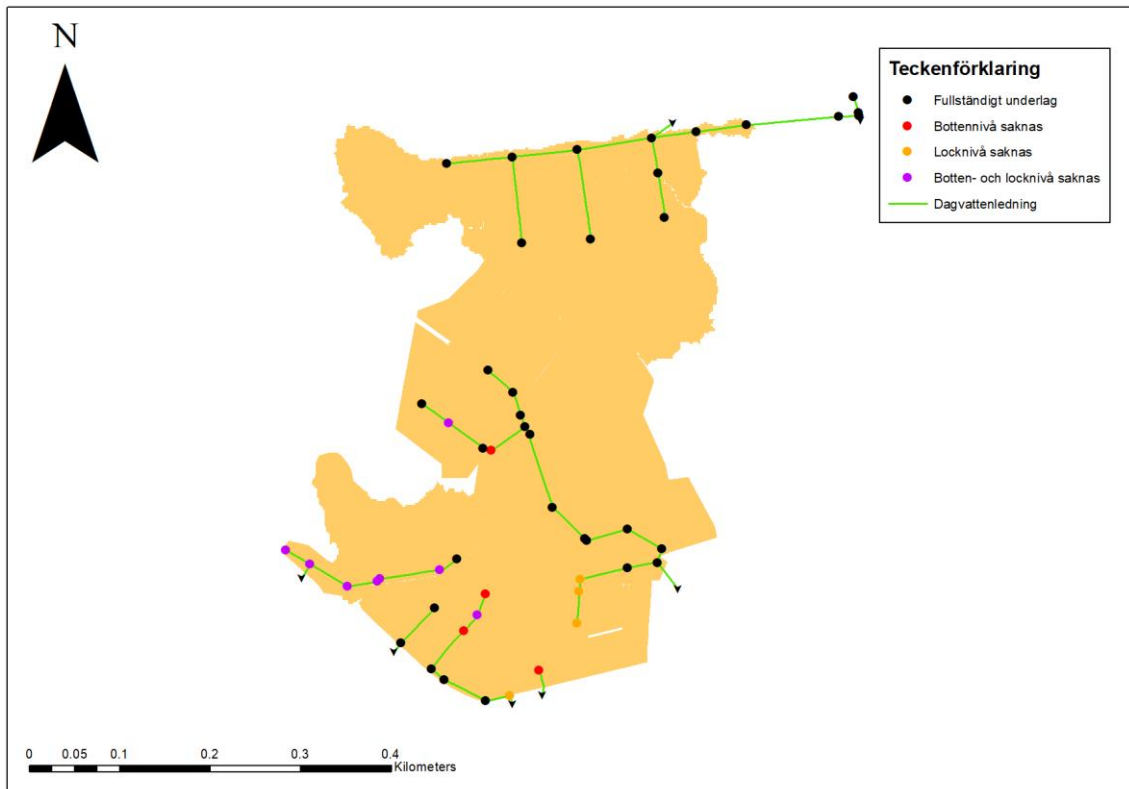 N
Teckenförklaring
Fullständigt underlag
Bottennivå saknas
Locknivå saknas
Botten- och locknivå saknas
Dagvattenledning
0 0.05 0.1 0.2 0.3 0.4
Kilometers